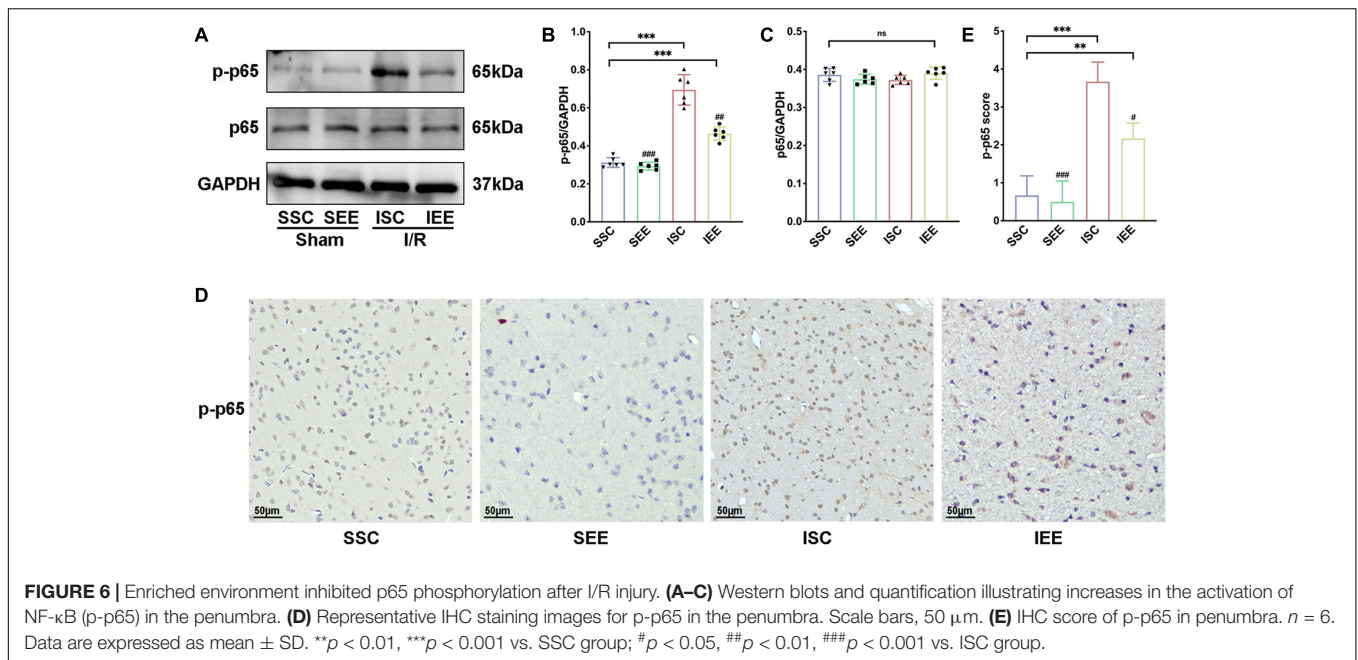 A
p-p65 65kDa
p65 65kDa
GAPDH 37kDa
SSC SEE ISC IEE
Sham I/R
B
***
***
p-p65/GAPDH
1.0
0.8
0.6
0.4
0.2
0.0
###
##
SSC SEE ISC IEE
C
ns
p65/GAPDH
0.4
0.3
0.2
0.1
0.0
SSC SEE ISC IEE
E
***
**
p-p65 score
5
4
3
2
1
0
###
#
SSC SEE ISC IEE
D
p-p65
50μm 50μm 50μm 50μm
SSC SEE ISC IEE
FIGURE 6 | Enriched environment inhibited p65 phosphorylation after I/R injury. (A–C) Western blots and quantification illustrating increases in the activation of
NF-κB (p-p65) in the penumbra. (D) Representative IHC staining images for p-p65 in the penumbra. Scale bars, 50 μm. (E) IHC score of p-p65 in penumbra. n = 6.
Data are expressed as mean ± SD. **p < 0.01, ***p < 0.001 vs. SSC group; #p < 0.05, ##p < 0.01, ###p < 0.001 vs. ISC group.